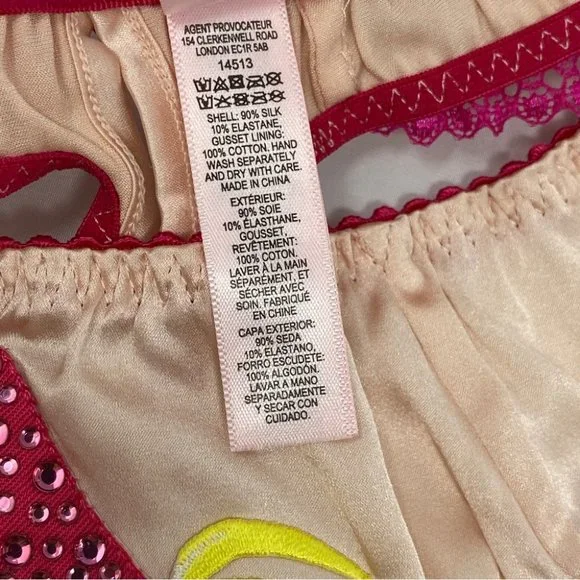 AGENT PROVOCATEUR
154 CLERKENWELL ROAD
LONDON EC1R 5AB
14513
SHELL: 90% SILK
10% ELASTANE,
GUSSET LINING:
100% COTTON. HAND
WASH SEPARATELY
AND DRY WITH CARE.
MADE IN CHINA
EXTÉRIEUR:
90% SOIE
10% ÉLASTHANE,
GOUSSET,
REVÊTEMENT:
100% COTON.
LAVER À LA MAIN
SÉPARÉMENT, ET
SÉCHER AVEC
SOIN. FABRIQUÉ
EN CHINE
CAPA EXTERIOR:
90% SEDA
10% ELASTANO,
FORRO ESCUDETE:
100% ALGODÓN.
LAVAR A MANO
SEPARADAMENTE
Y SECAR CON
CUIDADO.